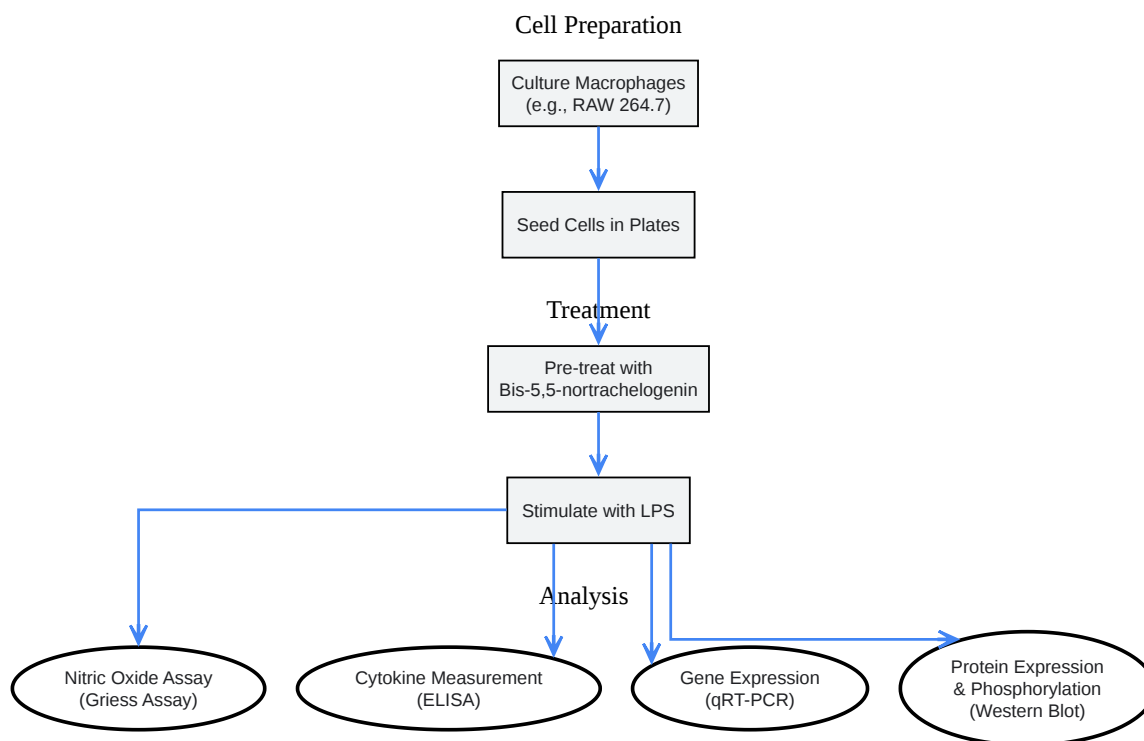 Cell Preparation
Culture Macrophages
(e.g., RAW 264.7)
Seed Cells in Plates
Treatment
Pre-treat with
Bis-5,5-nortrachelogenin
Stimulate with LPS
Analysis
Nitric Oxide Assay
(Griess Assay)
Cytokine Measurement
(ELISA)
Gene Expression
(qRT-PCR)
Protein Expression
& Phosphorylation
(Western Blot)